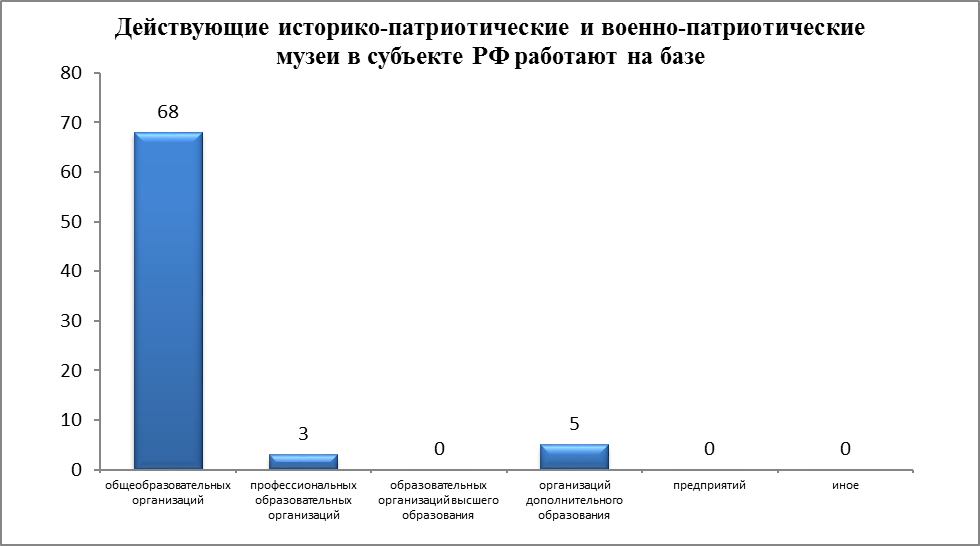 Действующие историко-патриотические и военно-патриотические
музеи в субъекте РФ работают на базе
80
70
60
50
40
30
20
10
0
68
3
0
5
0
0
общеобразовательных
организаций
профессиональных
образовательных
организаций
образовательных
организаций высшего
образования
организаций
дополнительного
образования
предприятий
иное